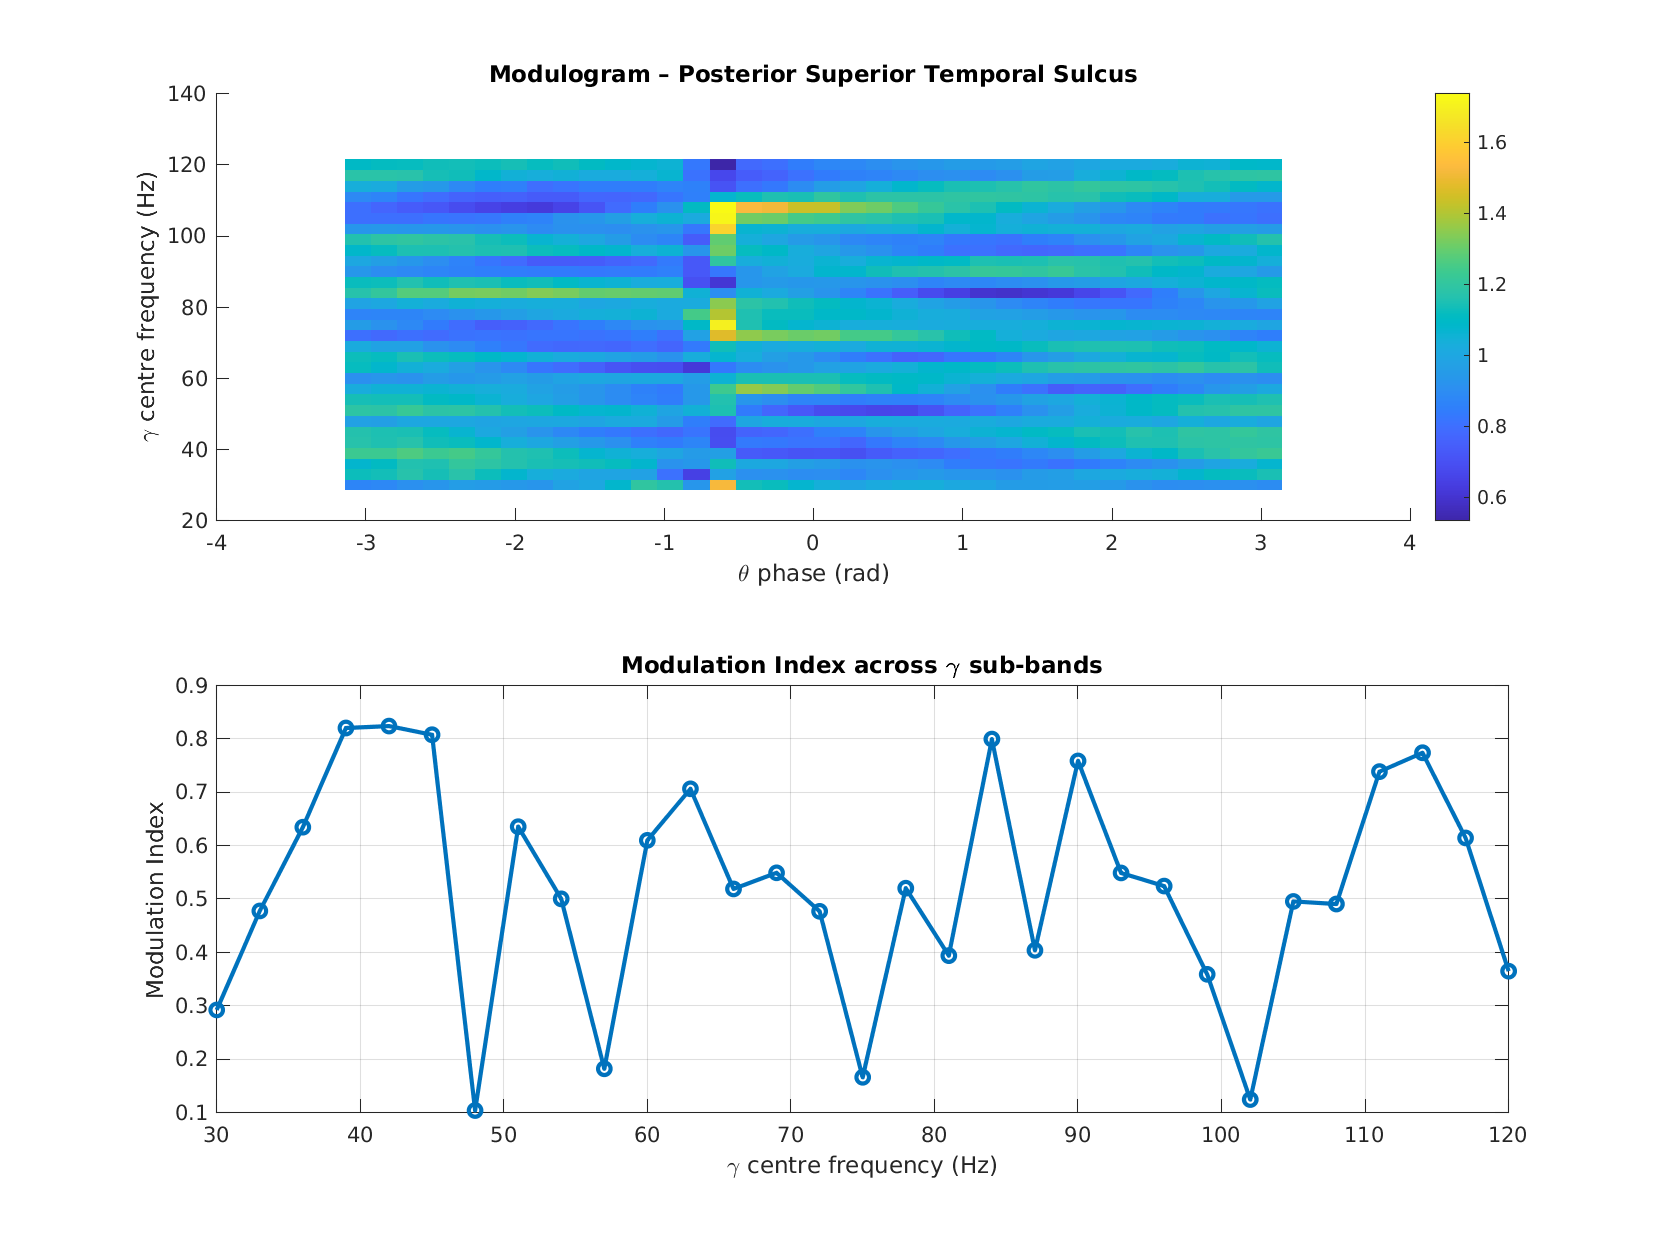 Modulogram – Posterior Superior Temporal Sulcus
140
120
100
80
60
40
20
γ centre frequency (Hz)
-4 -3 -2 -1 0 1 2 3 4
θ phase (rad)
1.6
1.4
1.2
1
0.8
0.6
Modulation Index across γ sub-bands
0.9
0.8
0.7
0.6
0.5
0.4
0.3
0.2
0.1
Modulation Index
30 40 50 60 70 80 90 100 110 120
γ centre frequency (Hz)